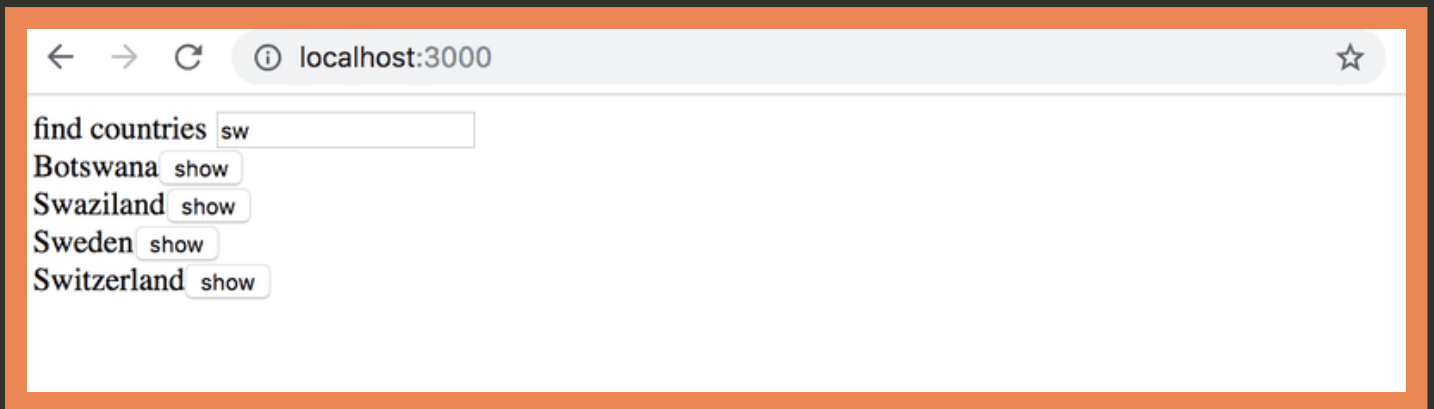 localhost:3000
find countries sw
Botswana show
Swaziland show
Sweden show
Switzerland show